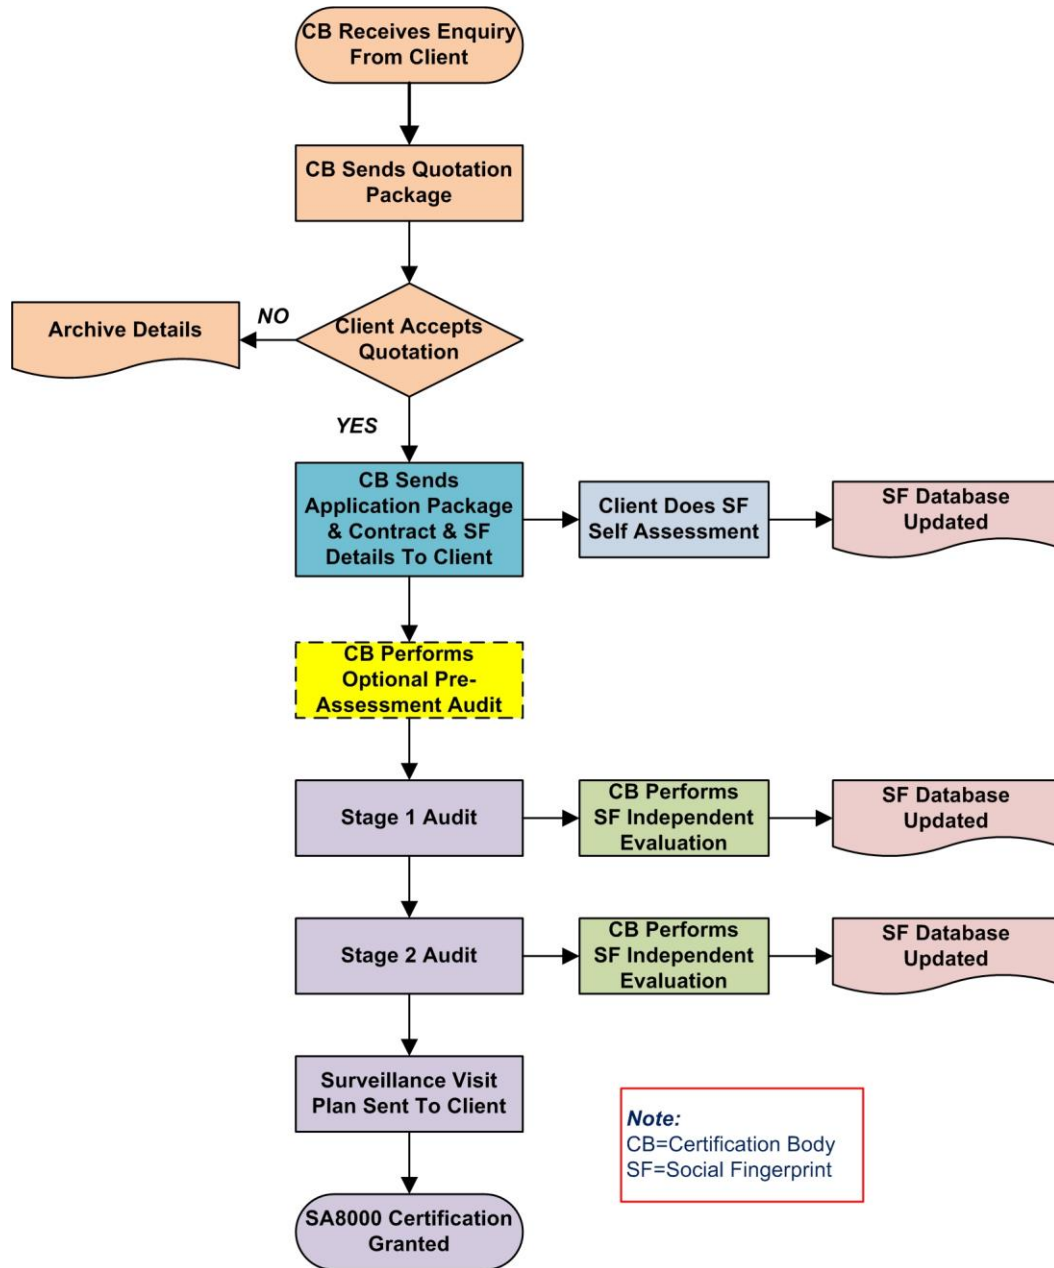 CB Receives Enquiry
From Client
CB Sends Quotation
Package
Client Accepts
Quotation
NO
Archive Details
YES
CB Sends
Application Package
& Contract & SF
Details To Client
Client Does SF
Self Assessment
SF Database
Updated
CB Performs
Optional Pre-
Assessment Audit
Stage 1 Audit
CB Performs
SF Independent
Evaluation
SF Database
Updated
Stage 2 Audit
CB Performs
SF Independent
Evaluation
SF Database
Updated
Surveillance Visit
Plan Sent To Client
Note:
CB=Certification Body
SF=Social Fingerprint
SA8000 Certification
Granted